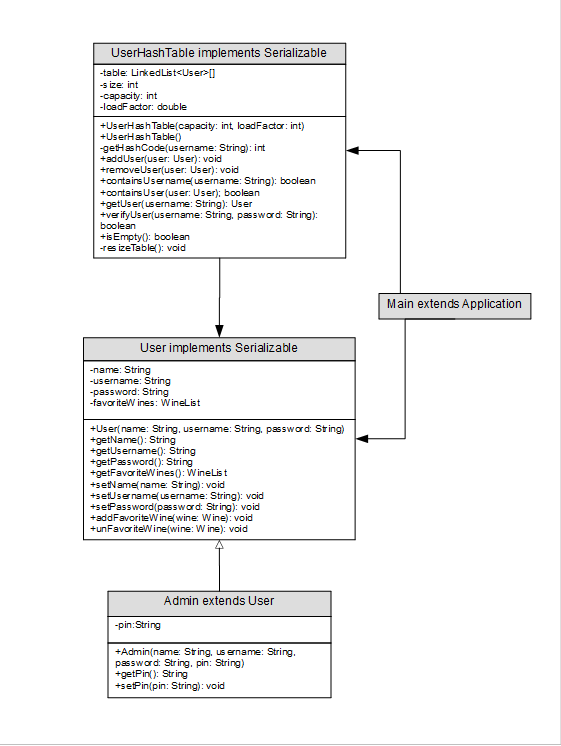 UserHashTable implements Serializable
-table: LinkedList<User>[]
-size: int
-capacity: int
-loadFactor: double
+UserHashTable(capacity: int, loadFactor: int)
+UserHashTable()
-getHashCode(username: String): int
+addUser(user: User): void
+removeUser(user: User): void
+containsUsername(username: String): boolean
+containsUser(user: User); boolean
+getUser(username: String): User
+verifyUser(username: String, password: String):
boolean
+isEmpty(): boolean
-resizeTable(): void
Main extends Application
User implements Serializable
-name: String
-username: String
-password: String
-favoriteWines: WineList
+User(name: String, username: String, password: String)
+getName(): String
+getUsername(): String
+getPassword(): String
+getFavoriteWines(): WineList
+setName(name: String): void
+setUsername(username: String): void
+setPassword(password: String): void
+addFavoriteWine(wine: Wine): void
+unFavoriteWine(wine: Wine): void
Admin extends User
-pin:String
+Admin(name: String, username: String,
password: String, pin: String)
+getPin(): String
+setPin(pin: String): void